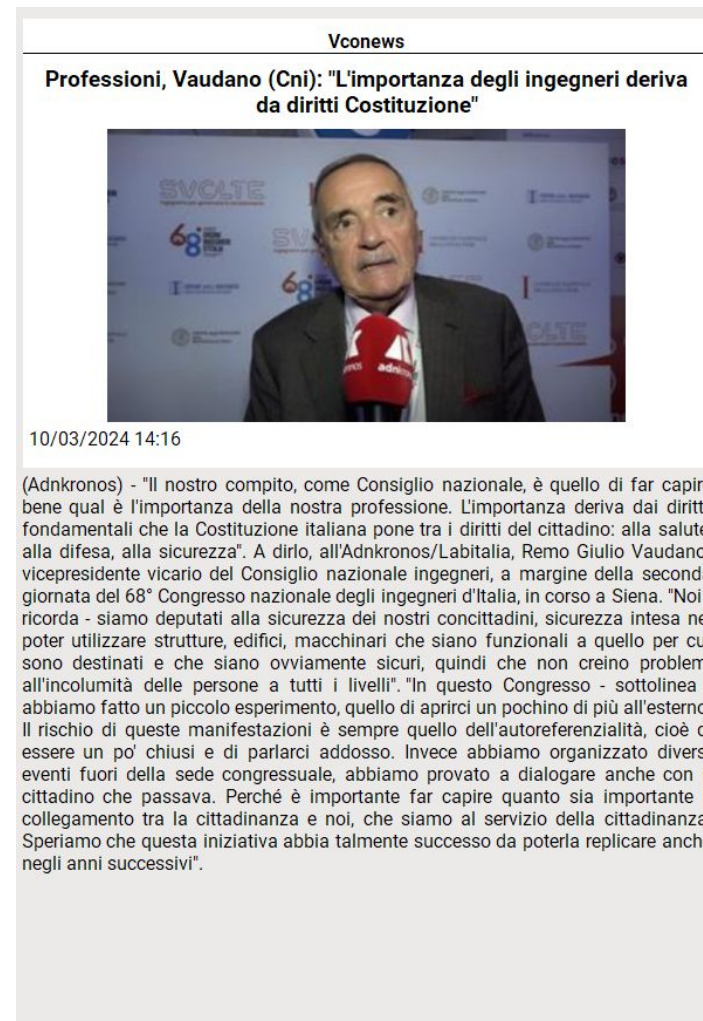 Vconews
Professioni, Vaudano (Cni): "L'importanza degli ingegneri deriva
da diritti Costituzione"
SVOLTE
68
SV
68
OLTE
adnkronos
10/03/2024 14:16
(Adnkronos) - "Il nostro compito, come Consiglio nazionale, è quello di far capir
bene qual è l'importanza della nostra professione. L'importanza deriva dai diritt
fondamentali che la Costituzione italiana pone tra i diritti del cittadino: alla salute
alla difesa, alla sicurezza". A dirlo, all'Adnkronos/Labitalia, Remo Giulio Vaudano
vicepresidente vicario del Consiglio nazionale ingegneri, a margine della second
giornata del 68° Congresso nazionale degli ingegneri d'Italia, in corso a Siena. "Noi
ricorda - siamo deputati alla sicurezza dei nostri concittadini, sicurezza intesa ne
poter utilizzare strutture, edifici, macchinari che siano funzionali a quello per cu
sono destinati e che siano ovviamente sicuri, quindi che non creino problem
all'incolumità delle persone a tutti i livelli". "In questo Congresso - sottolinea
abbiamo fatto un piccolo esperimento, quello di aprirci un pochino di più all'esterno
Il rischio di queste manifestazioni è sempre quello dell'autoreferenzialità, cioè d
essere un po' chiusi e di parlarci addosso. Invece abbiamo organizzato divers
eventi fuori della sede congressuale, abbiamo provato a dialogare anche con
cittadino che passava. Perché è importante far capire quanto sia importante
collegamento tra la cittadinanza e noi, che siamo al servizio della cittadinanza
Speriamo che questa iniziativa abbia talmente successo da poterla replicare anch
negli anni successivi".